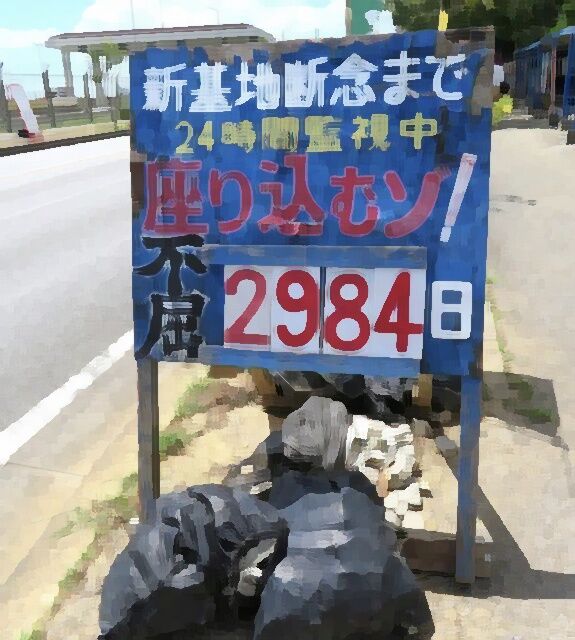 新基地断念まで
24時間監視中
座り込むゾ!
不屈
2984日